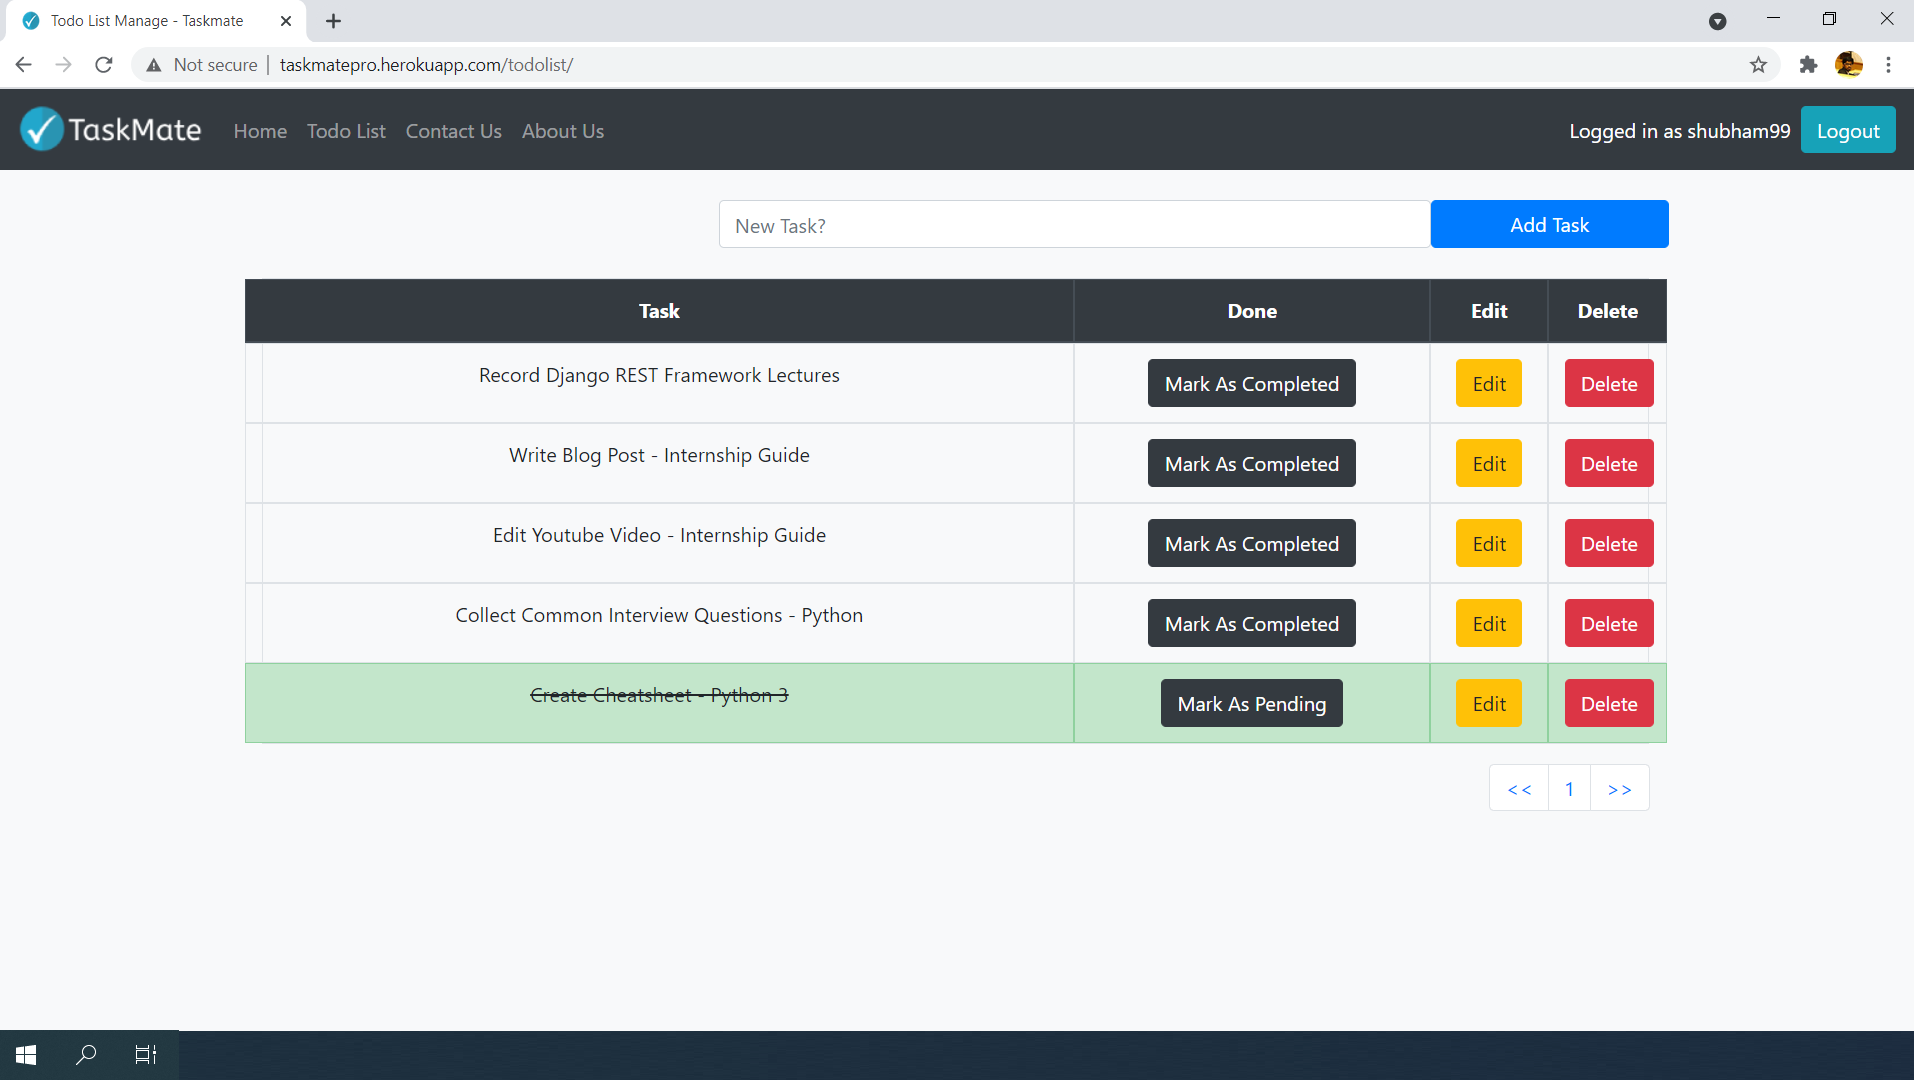 Todo List Manage - Taskmate
Not secure | taskmatepro.herokuapp.com/todolist/
TaskMate Home Todo List Contact Us About Us Logged in as shubham99 Logout
New Task? Add Task
Task Done Edit Delete
Record Django REST Framework Lectures Mark As Completed Edit Delete
Write Blog Post - Internship Guide Mark As Completed Edit Delete
Edit Youtube Video - Internship Guide Mark As Completed Edit Delete
Collect Common Interview Questions - Python Mark As Completed Edit Delete
Create Cheatsheet - Python 3 Mark As Pending Edit Delete
<< 1 >>